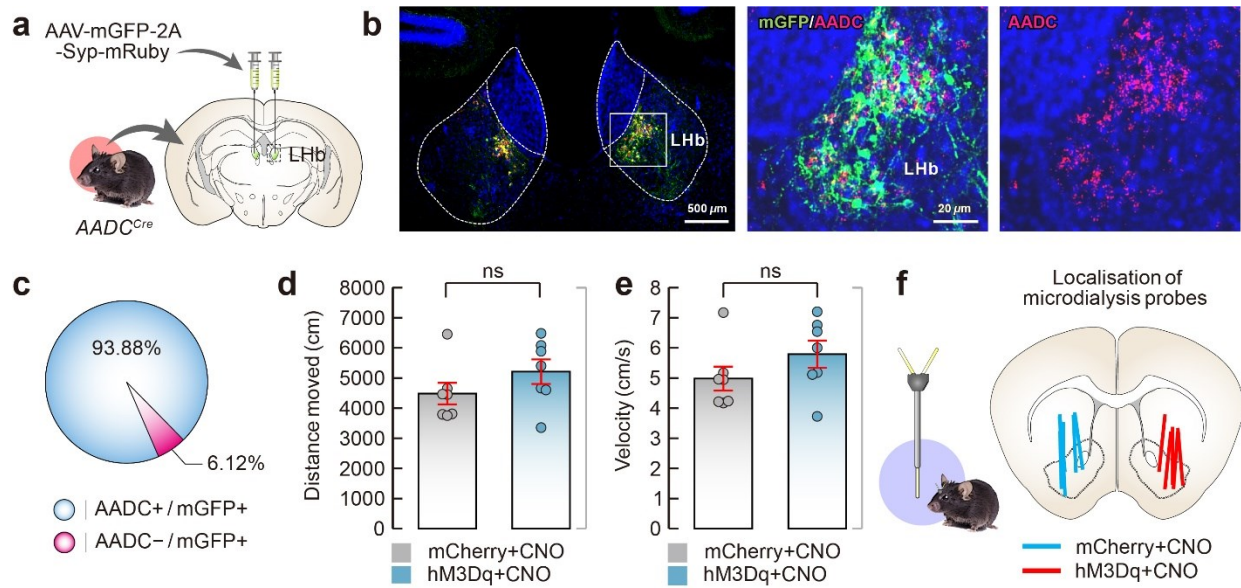 a
AAV-mGFP-2A
-Syp-mRuby
LHb
AADCCre
b
LHb
500 µm
mGFP/AADC
LHb
20 µm
AADC
c
93.88%
6.12%
AADC+/mGFP+
AADC−/mGFP+
d
ns
Distance moved (cm)
8000
7000
6000
5000
4000
3000
2000
1000
0
mCherry+CNO
hM3Dq+CNO
e
ns
Velocity (cm/s)
8
7
6
5
4
3
2
1
0
mCherry+CNO
hM3Dq+CNO
f
Localisation of
microdialysis probes
mCherry+CNO
hM3Dq+CNO